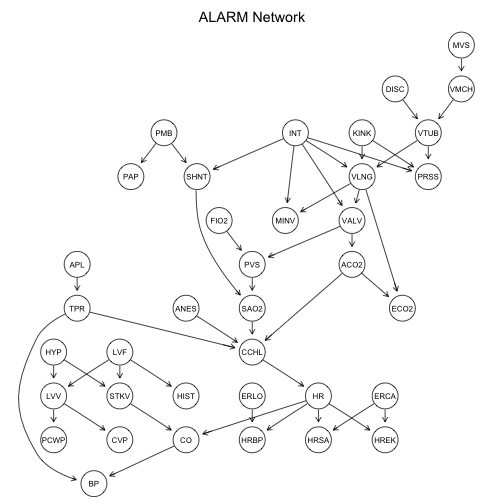 ALARM Network
MVS
DISC
VMCH
PMB
INT
KINK
VTUB
PAP
SHNT
VLNG
PRSS
FIO2
MINV
VALV
APL
PVS
ACO2
TPR
ANES
SAO2
ECO2
HYP
LVF
CCHL
LVV
STKV
HIST
ERLO
HR
ERCA
PCWP
CVP
CO
HRBP
HRSA
HREK
BP